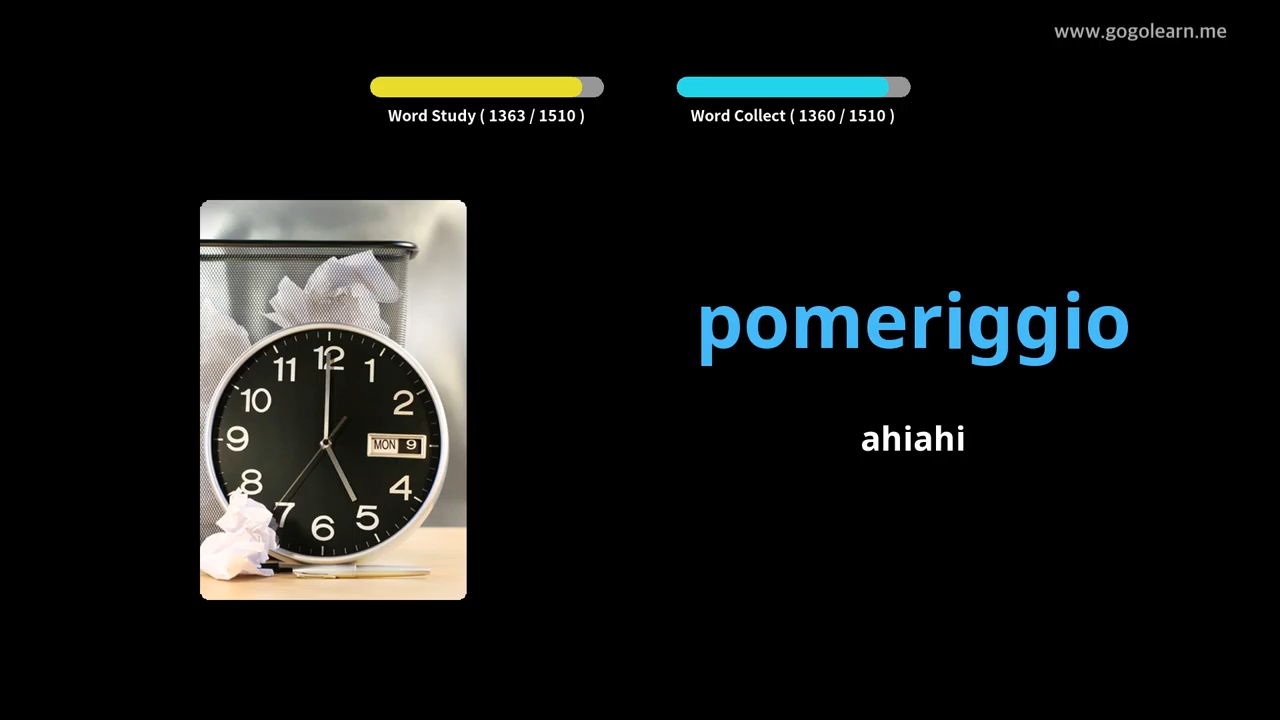 www.gogolearn.me
Word Study ( 1363 / 1510 )
Word Collect ( 1360 / 1510 )
pomeriggio
ahiahi
12
1
2
3
4
5
6
7
8
9
10
11
MON 9